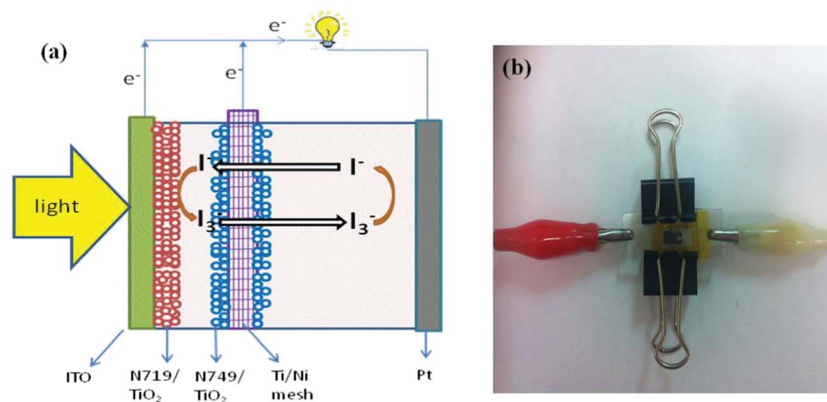 (a)
e⁻
e⁻
e⁻
(b)
light
I⁻
I⁻
I₃⁻
I₃⁻
ITO
N719/
TiO₂
N749/
TiO₂
Ti/Ni
mesh
Pt